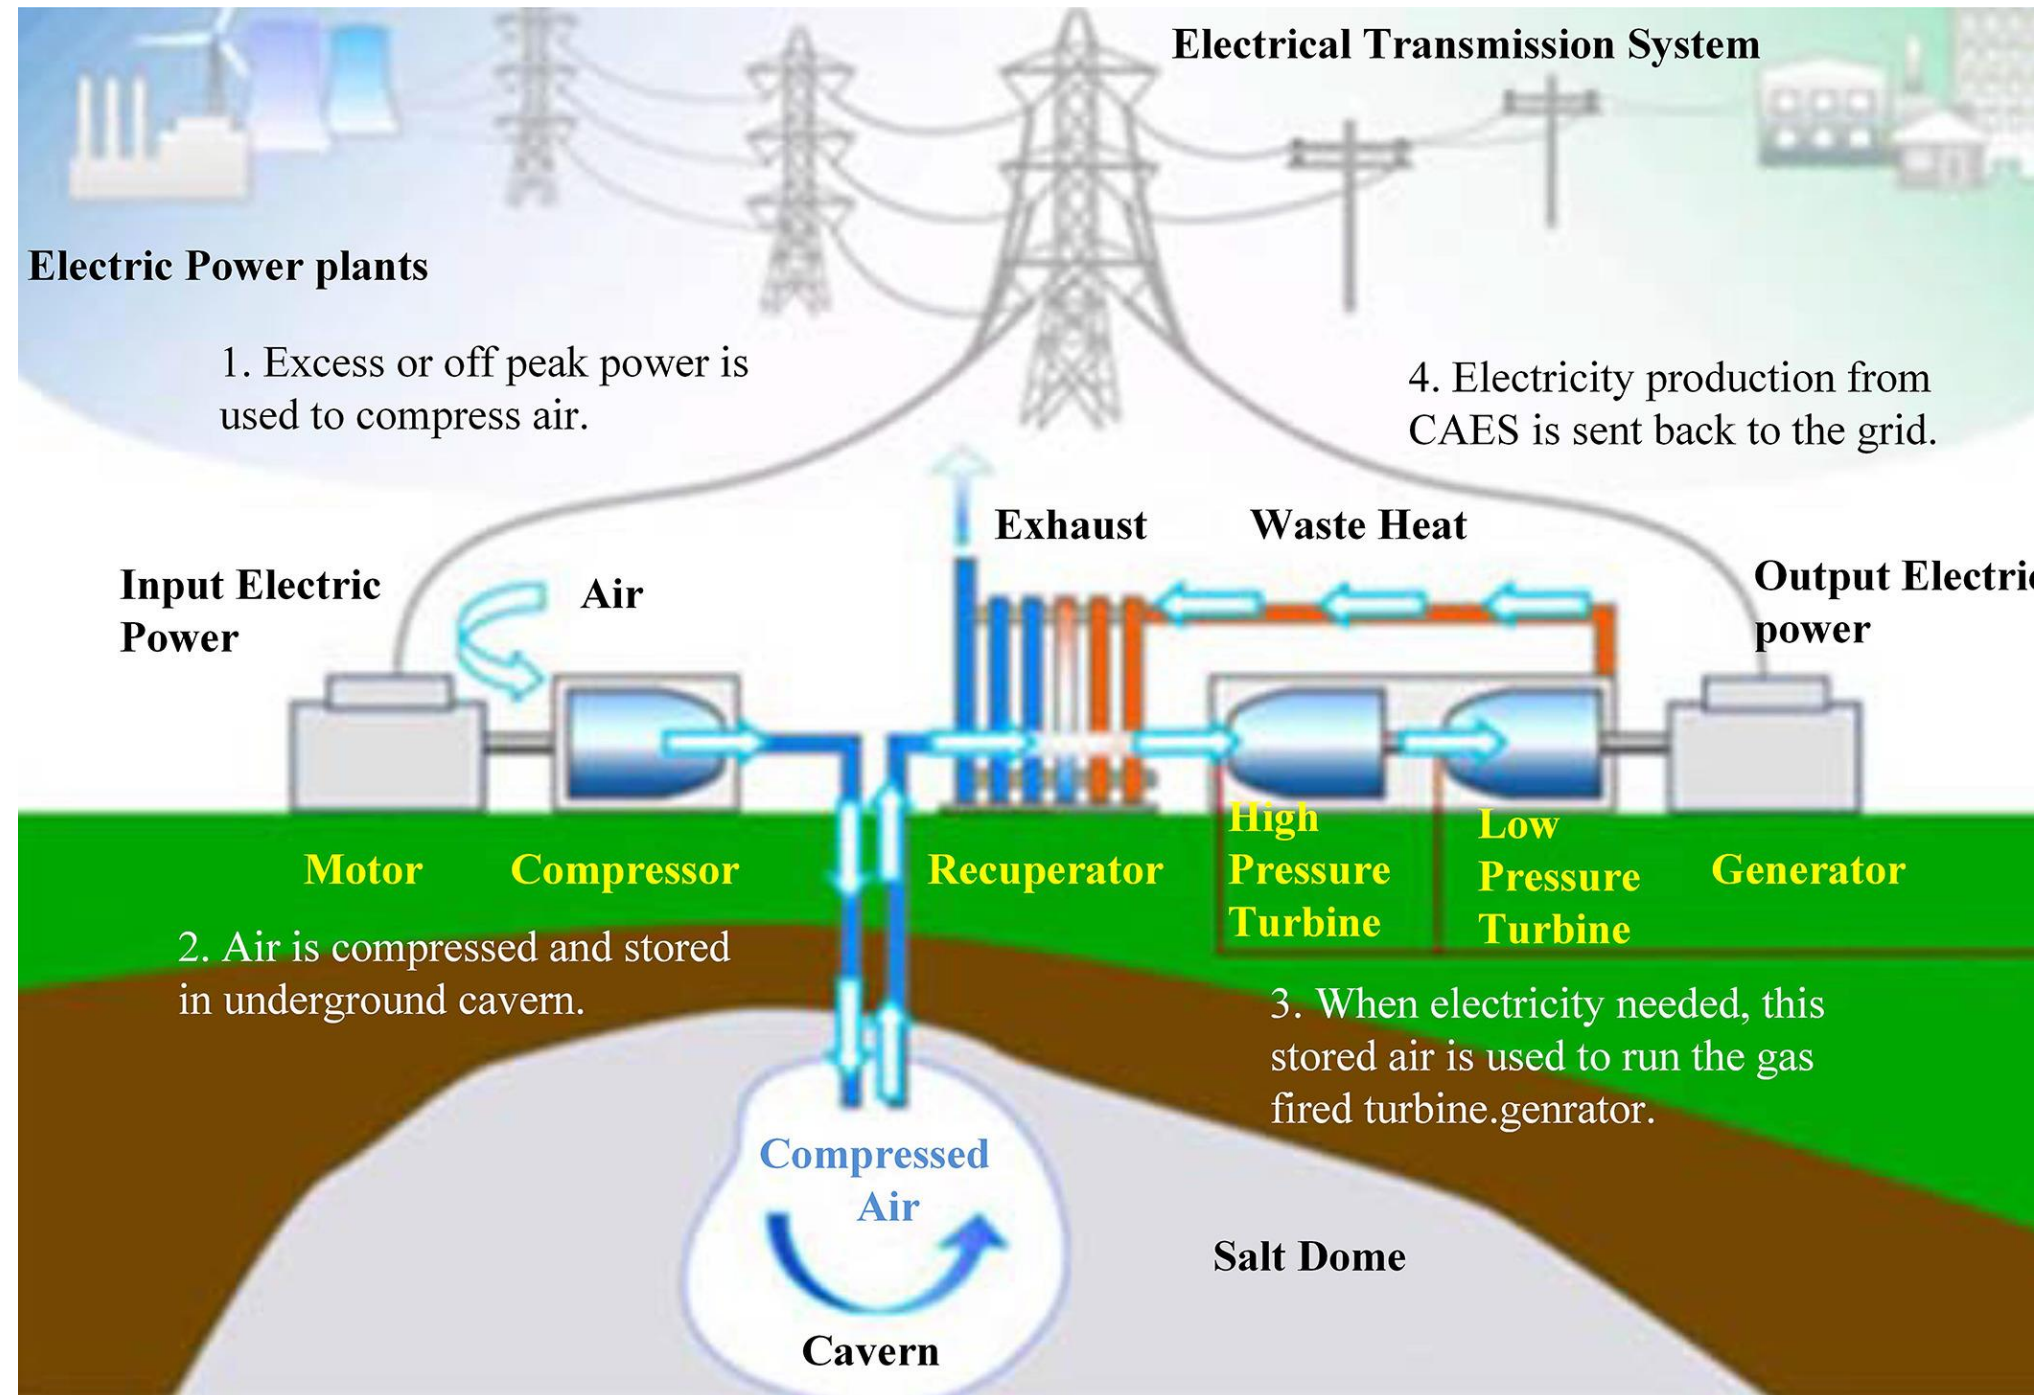 Electrical Transmission System
Electric Power plants
1. Excess or off peak power is
used to compress air.
4. Electricity production from
CAES is sent back to the grid.
Exhaust
Waste Heat
Input Electric
Power
Air
Output Electric
power
Motor
Compressor
Recuperator
High
Pressure
Turbine
Low
Pressure
Turbine
Generator
2. Air is compressed and stored
in underground cavern.
3. When electricity needed, this
stored air is used to run the gas
fired turbine.genrator.
Compressed
Air
Salt Dome
Cavern